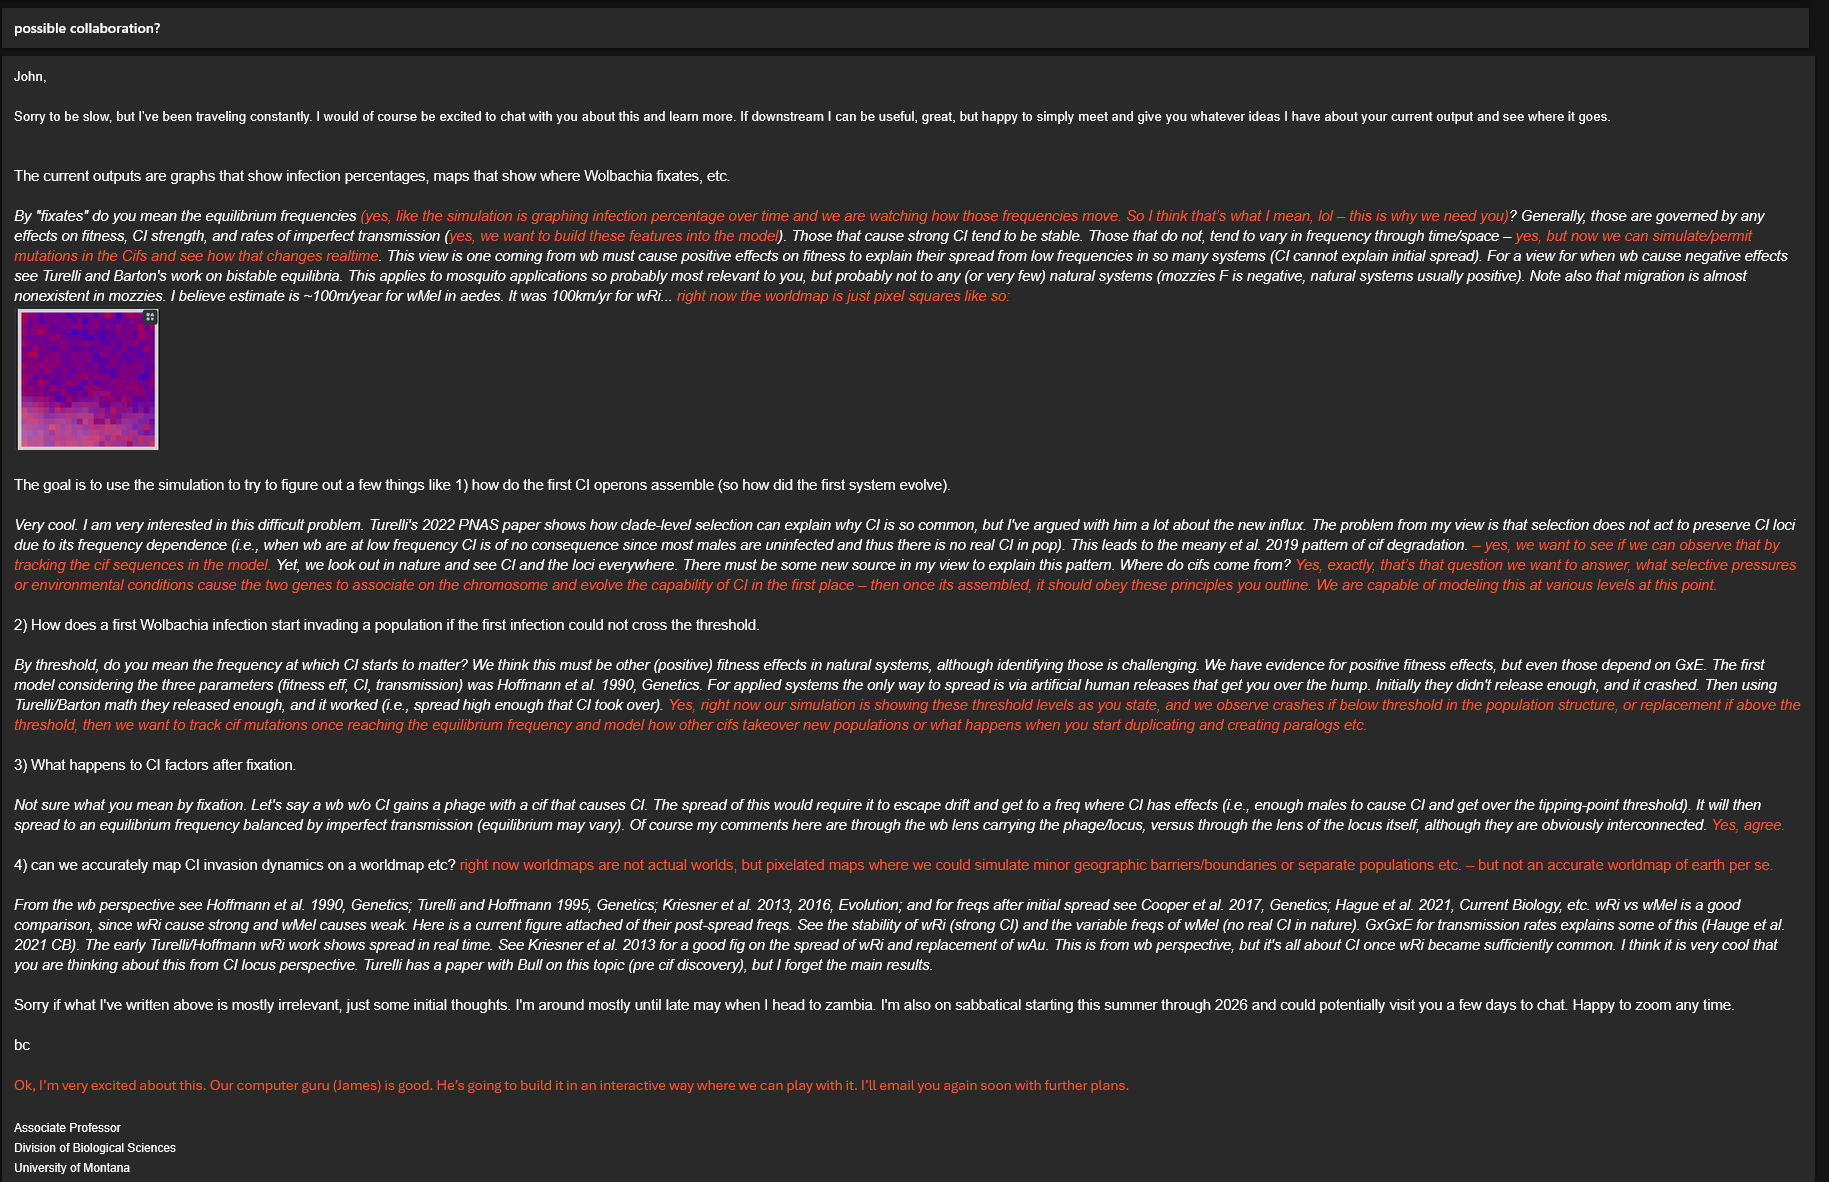 possible collaboration?
John,
Sorry to be slow, but I've been traveling constantly. I would of course be excited to chat with you about this and learn more. If downstream I can be useful, great, but happy to simply meet and give you whatever ideas I have about your current output and see where it goes.
The current outputs are graphs that show infection percentages, maps that show where Wolbachia fixates, etc.
By "fixates" do you mean the equilibrium frequencies (yes, like the simulation is graphing infection percentage over time and we are watching how those frequencies move. So I think that's what I mean, lol – this is why we need you)? Generally, those are governed by any
effects on fitness, CI strength, and rates of imperfect transmission (yes, we want to build these features into the model). Those that cause strong CI tend to be stable. Those that do not, tend to vary in frequency through time/space – yes, but now we can simulate/permit
mutations in the Cifs and see how that changes realtime. This view is one coming from wb must cause positive effects on fitness to explain their spread from low frequencies in so many systems (CI cannot explain initial spread). For a view for when wb cause negative effects
see Turelli and Barton's work on bistable equilibria. This applies to mosquito applications so probably most relevant to you, but probably not to any (or very few) natural systems (mozzies F is negative, natural systems usually positive). Note also that migration is almost
nonexistent in mozzies. I believe estimate is ~100m/year for wMel in aedes. It was 100km/yr for wRi... right now the worldmap is just pixel squares like so:
The goal is to use the simulation to try to figure out a few things like 1) how do the first CI operons assemble (so how did the first system evolve).
Very cool. I am very interested in this difficult problem. Turelli's 2022 PNAS paper shows how clade-level selection can explain why CI is so common, but I've argued with him a lot about the new influx. The problem from my view is that selection does not act to preserve CI loci
due to its frequency dependence (i.e., when wb are at low frequency CI is of no consequence since most males are uninfected and thus there is no real CI in pop). This leads to the meany et al. 2019 pattern of cif degradation. – yes, we want to see if we can observe that by
tracking the cif sequences in the model. Yet, we look out in nature and see CI and the loci everywhere. There must be some new source in my view to explain this pattern. Where do cifs come from? Yes, exactly, that's that question we want to answer, what selective pressures
or environmental conditions cause the two genes to associate on the chromosome and evolve the capability of CI in the first place – then once its assembled, it should obey these principles you outline. We are capable of modeling this at various levels at this point.
2) How does a first Wolbachia infection start invading a population if the first infection could not cross the threshold.
By threshold, do you mean the frequency at which CI starts to matter? We think this must be other (positive) fitness effects in natural systems, although identifying those is challenging. We have evidence for positive fitness effects, but even those depend on GxE. The first
model considering the three parameters (fitness eff, CI, transmission) was Hoffmann et al. 1990, Genetics. For applied systems the only way to spread is via artificial human releases that get you over the hump. Initially they didn't release enough, and it crashed. Then using
Turelli/Barton math they released enough, and it worked (i.e., spread high enough that CI took over). Yes, right now our simulation is showing these threshold levels as you state, and we observe crashes if below threshold in the population structure, or replacement if above the
threshold, then we want to track cif mutations once reaching the equilibrium frequency and model how other cifs takeover new populations or what happens when you start duplicating and creating paralogs etc.
3) What happens to CI factors after fixation.
Not sure what you mean by fixation. Let's say a wb w/o CI gains a phage with a cif that causes CI. The spread of this would require it to escape drift and get to a freq where CI has effects (i.e., enough males to cause CI and get over the tipping-point threshold). It will then
spread to an equilibrium frequency balanced by imperfect transmission (equilibrium may vary). Of course my comments here are through the wb lens carrying the phage/locus, versus through the lens of the locus itself, although they are obviously interconnected. Yes, agree.
4) can we accurately map CI invasion dynamics on a worldmap etc? right now worldmaps are not actual worlds, but pixelated maps where we could simulate minor geographic barriers/boundaries or separate populations etc. – but not an accurate worldmap of earth per se.
From the wb perspective see Hoffmann et al. 1990, Genetics; Turelli and Hoffmann 1995, Genetics; Kriesner et al. 2013, 2016, Evolution; and for freqs after initial spread see Cooper et al. 2017, Genetics; Hague et al. 2021, Current Biology, etc. wRi vs wMel is a good
comparison, since wRi cause strong and wMel causes weak. Here is a current figure attached of their post-spread freqs. See the stability of wRi (strong CI) and the variable freqs of wMel (no real CI in nature). GxGxE for transmission rates explains some of this (Hauge et al.
2021 CB). The early Turelli/Hoffmann wRi work shows spread in real time. See Kriesner et al. 2013 for a good fig on the spread of wRi and replacement of wAu. This is from wb perspective, but it's all about CI once wRi became sufficiently common. I think it is very cool that
you are thinking about this from CI locus perspective. Turelli has a paper with Bull on this topic (pre cif discovery), but I forget the main results.
Sorry if what I've written above is mostly irrelevant, just some initial thoughts. I'm around mostly until late may when I head to zambia. I'm also on sabbatical starting this summer through 2026 and could potentially visit you a few days to chat. Happy to zoom any time.
bc
Ok, I'm very excited about this. Our computer guru (James) is good. He's going to build it in an interactive way where we can play with it. I'll email you again soon with further plans.
Associate Professor
Division of Biological Sciences
University of Montana